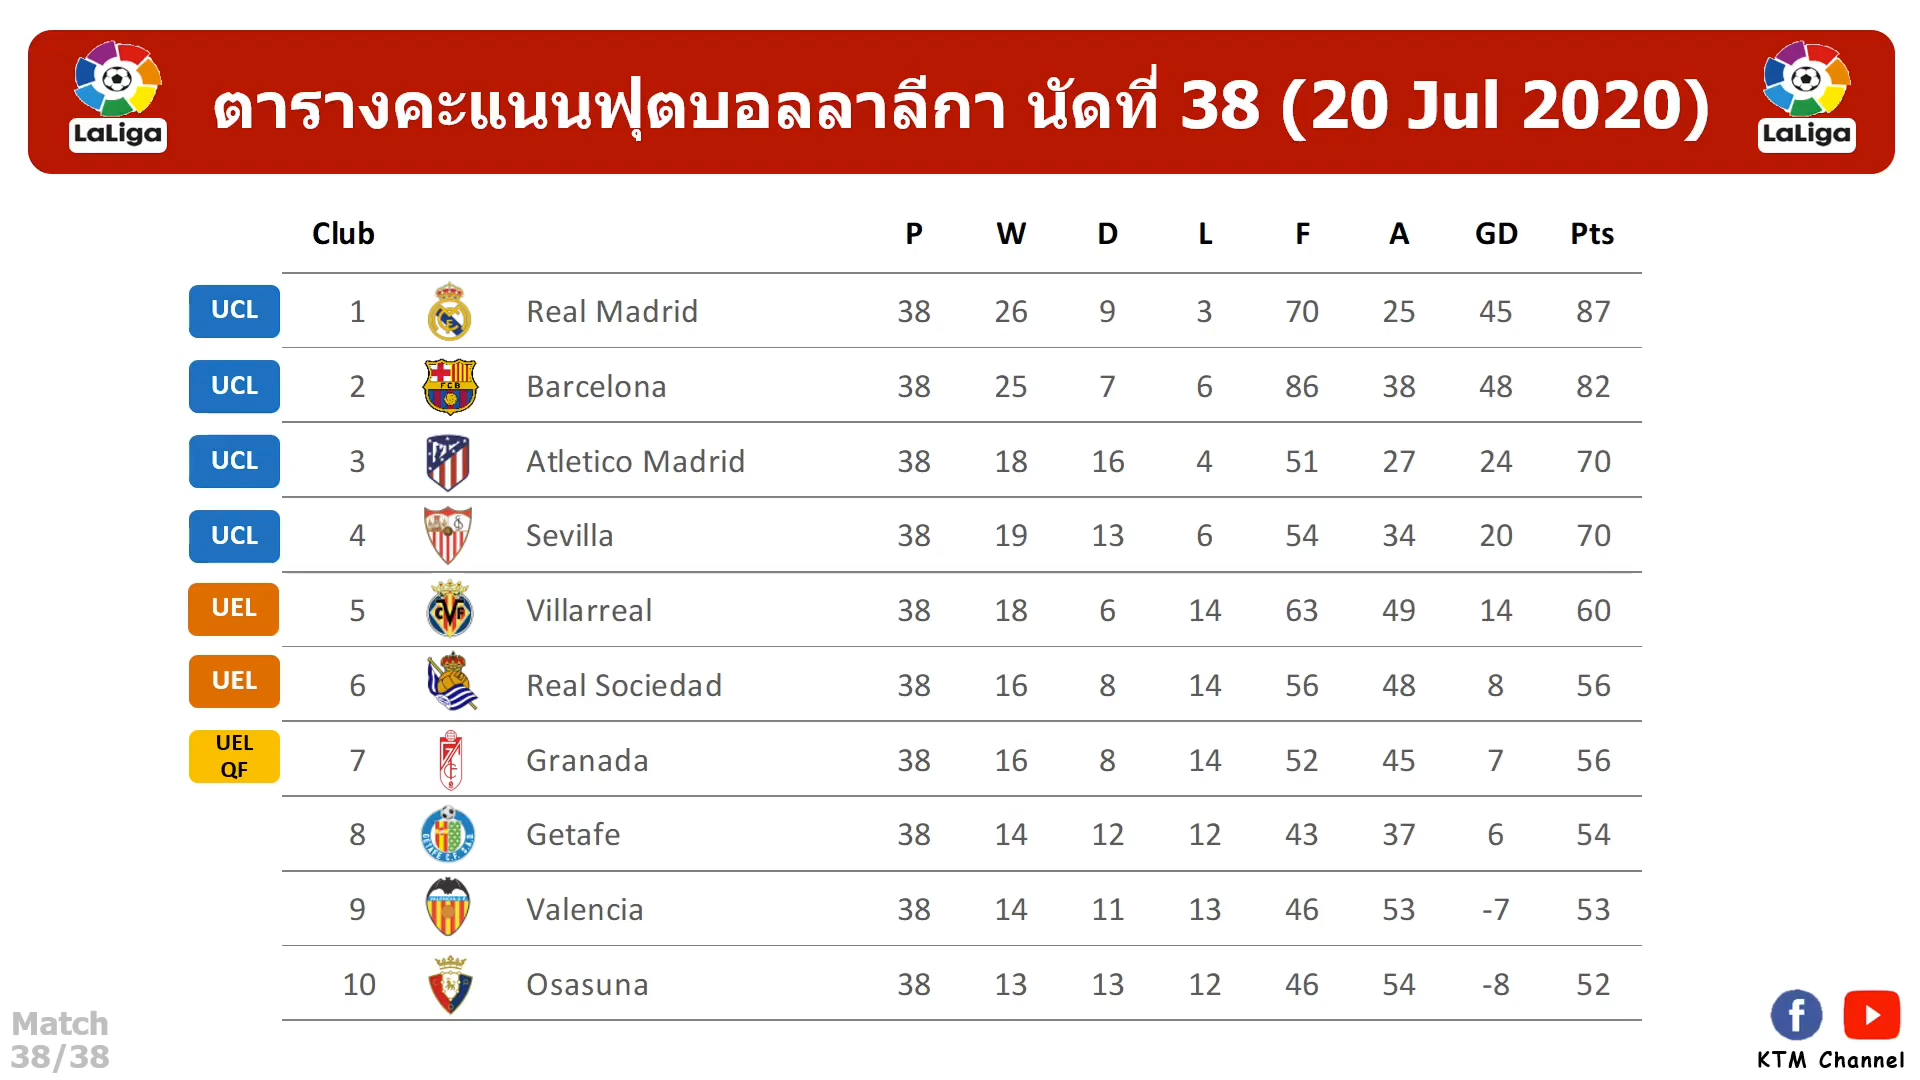 ตารางคะแนนฟุตบอลลาลีกา นัดที่ 38 (20 Jul 2020)
LaLiga
LaLiga
Club P W D L F A GD Pts
UCL 1 Real Madrid 38 26 9 3 70 25 45 87
UCL 2 Barcelona 38 25 7 6 86 38 48 82
UCL 3 Atletico Madrid 38 18 16 4 51 27 24 70
UCL 4 Sevilla 38 19 13 6 54 34 20 70
UEL 5 Villarreal 38 18 6 14 63 49 14 60
UEL 6 Real Sociedad 38 16 8 14 56 48 8 56
UEL QF 7 Granada 38 16 8 14 52 45 7 56
8 Getafe 38 14 12 12 43 37 6 54
9 Valencia 38 14 11 13 46 53 -7 53
10 Osasuna 38 13 13 12 46 54 -8 52
Match
38/38
KTM Channel